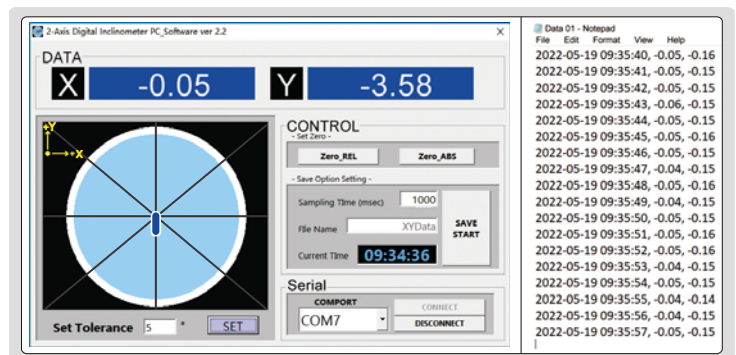 2-Axis Digital Inclinometer PC_Software ver 2.2
X
DATA
X -0.05 Y -3.58
+Y
+X
Set Tolerance 5 ° SET
CONTROL
- Set Zero -
Zero_REL Zero_ABS
- Save Option Setting -
Sampling Time (msec) 1000
File Name XYData
Current Time 09:34:36
SAVE
START
Serial
COMPORT
COM7
CONNECT
DISCONNECT
Data 01 - Notepad
File Edit Format View Help
2022-05-19 09:35:40, -0.05, -0.16
2022-05-19 09:35:41, -0.05, -0.15
2022-05-19 09:35:42, -0.05, -0.15
2022-05-19 09:35:43, -0.06, -0.15
2022-05-19 09:35:44, -0.05, -0.15
2022-05-19 09:35:45, -0.05, -0.16
2022-05-19 09:35:46, -0.05, -0.15
2022-05-19 09:35:47, -0.04, -0.15
2022-05-19 09:35:48, -0.05, -0.16
2022-05-19 09:35:49, -0.04, -0.15
2022-05-19 09:35:50, -0.05, -0.15
2022-05-19 09:35:51, -0.05, -0.16
2022-05-19 09:35:52, -0.05, -0.16
2022-05-19 09:35:53, -0.04, -0.15
2022-05-19 09:35:54, -0.05, -0.15
2022-05-19 09:35:55, -0.04, -0.14
2022-05-19 09:35:56, -0.04, -0.15
2022-05-19 09:35:57, -0.05, -0.15